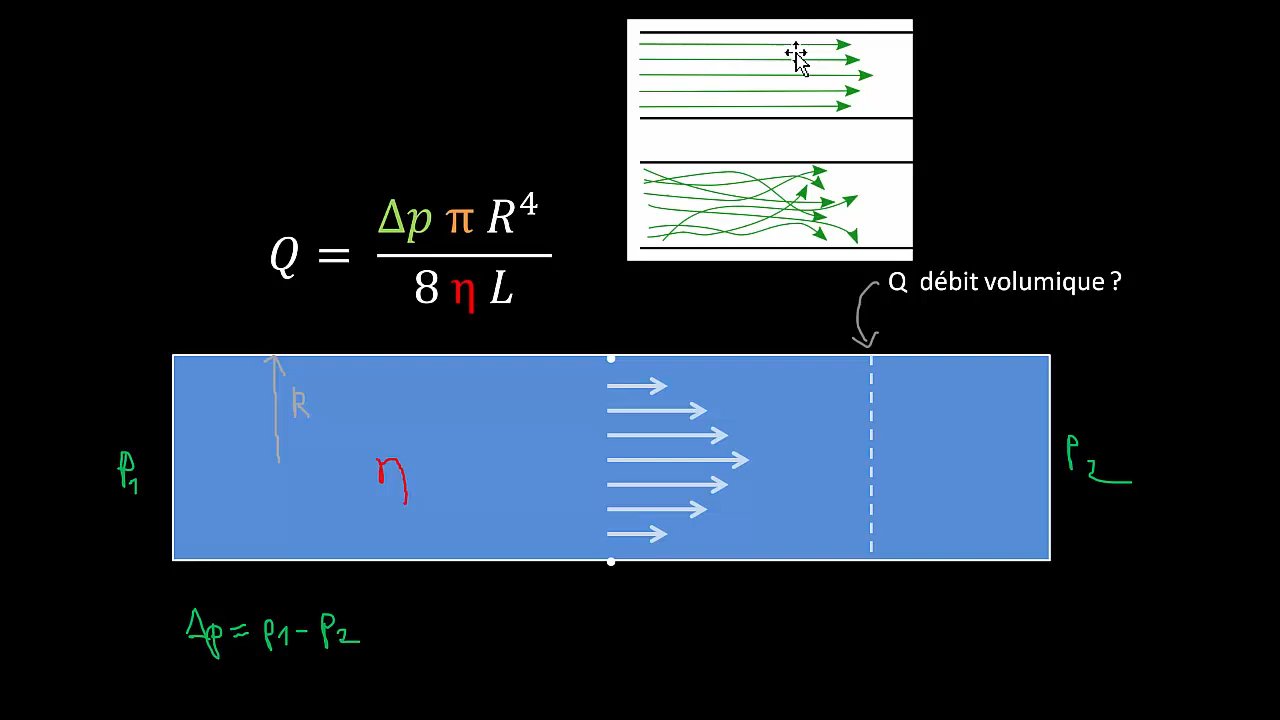 Q = Δp π R⁴ / 8 η L
Q débit volumique ?
R
η
P1
P2
Δp = p1 - p2